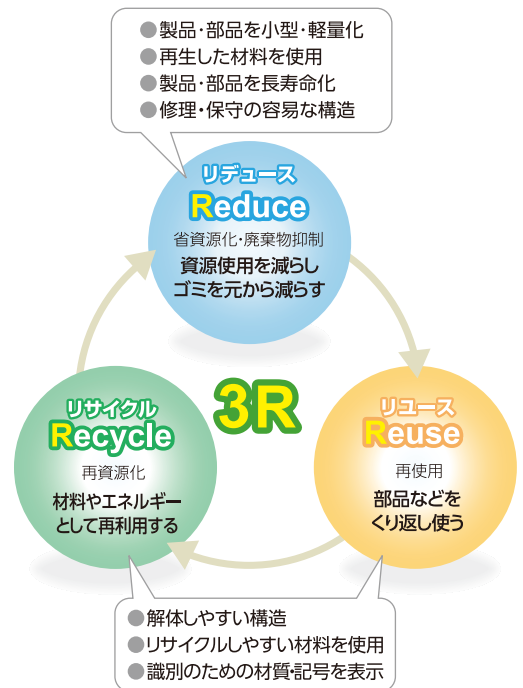 ●製品・部品を小型・軽量化
●再生した材料を使用
●製品・部品を長寿命化
●修理・保守の容易な構造
リデュース
Reduce
省資源化・廃棄物抑制
資源使用を減らし
ゴミを元から減らす
3R
リサイクル
Recycle
再資源化
材料やエネルギー
として再利用する
リユース
Reuse
再使用
部品などを
くり返し使う
●解体しやすい構造
●リサイクルしやすい材料を使用
●識別のための材質・記号を表示